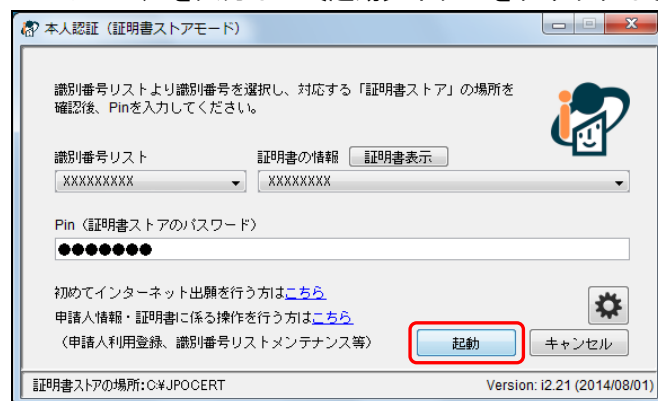 本人認証（証明書ストアモード）
識別番号リストより識別番号を選択し、対応する「証明書ストア」の場所を
確認後、Pinを入力してください。
識別番号リスト 証明書の情報 証明書表示
XXXXXXXXX XXXXXXXX
Pin（証明書ストアのパスワード）
●●●●●●●
初めてインターネット出願を行う方はこちら
申請人情報・証明書に係る操作を行う方はこちら
（申請人利用登録、識別番号リストメンテナンス等） 起動 キャンセル
証明書ストアの場所:C:¥JPOCERT Version: i2.21 (2014/08/01)